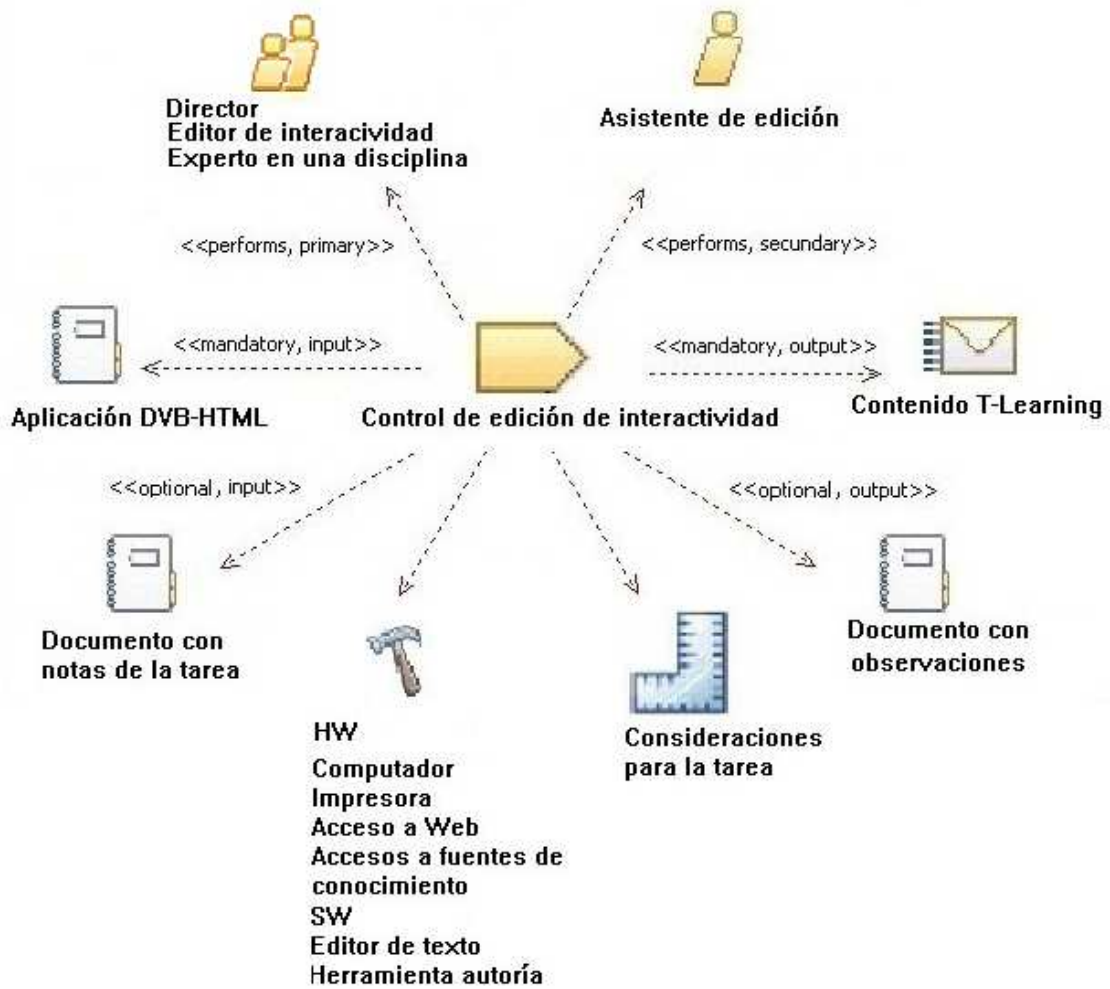 Director
Editor de interacividad
Experto en una disciplina
Asistente de edición
<<performs, primary>>
<<performs, secundary>>
<<mandatory, input>>
<<mandatory, output>>
Aplicación DVB-HTML
Control de edición de interactividad
Contenido T-Learning
<<optional, input>>
<<optional, output>>
Documento con
notas de la tarea
Documento con
observaciones
HW
Computador
Impresora
Acceso a Web
Accesos a fuentes de
conocimiento
SW
Editor de texto
Herramienta autoría
Consideraciones
para la tarea